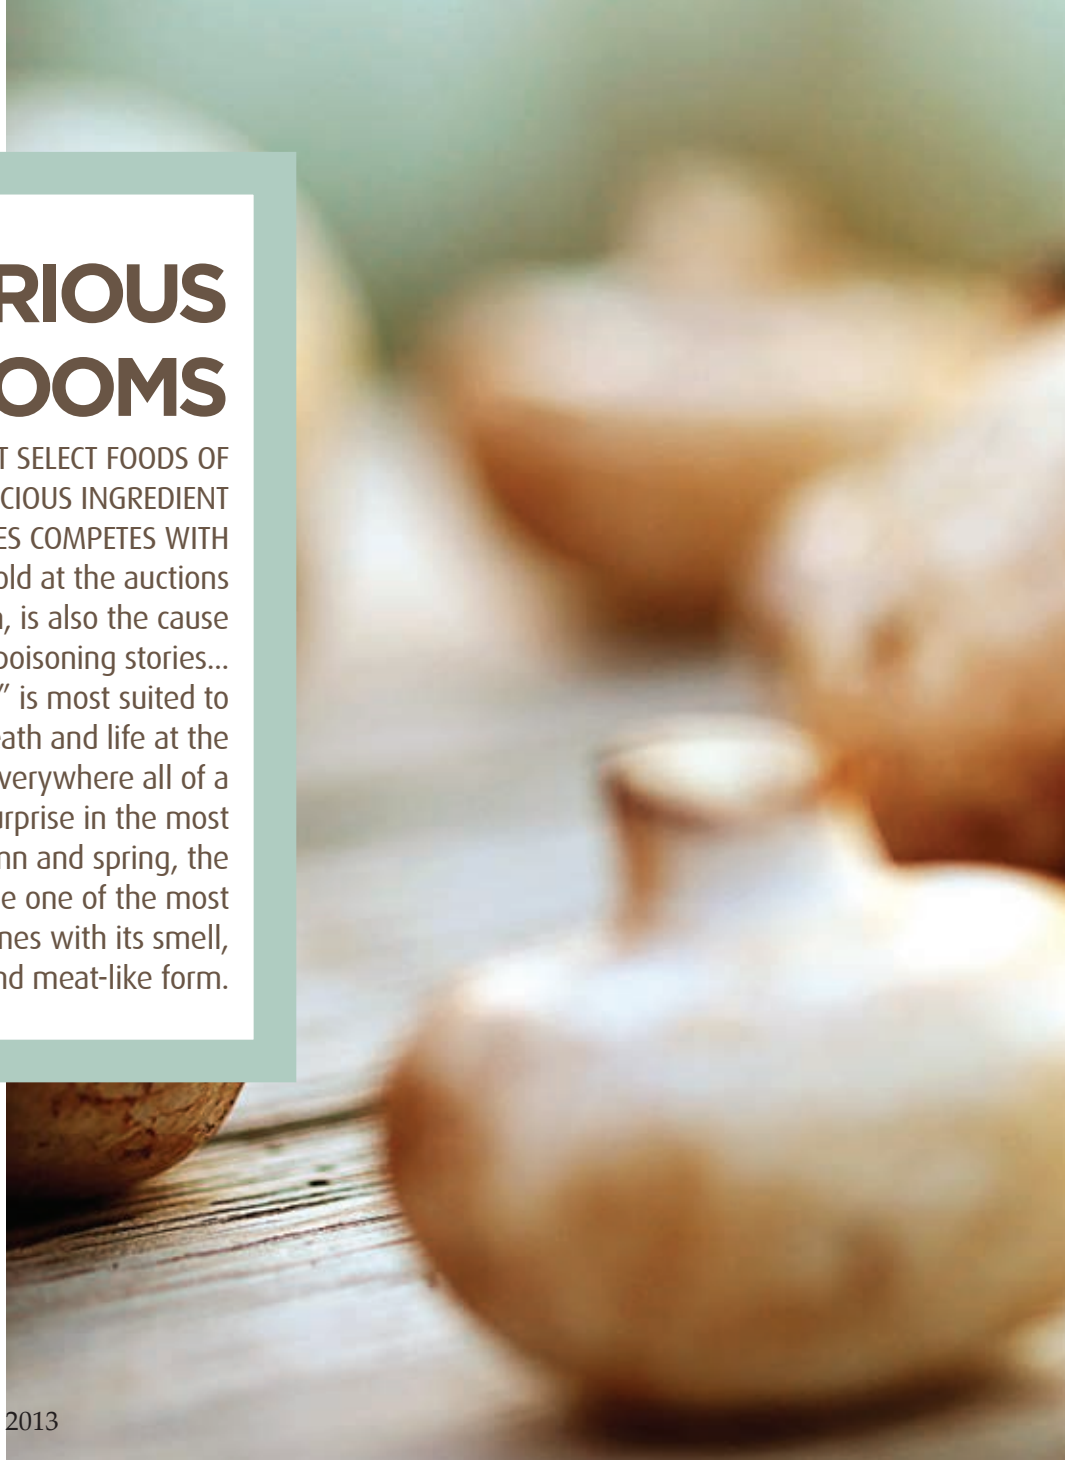 RIOUS
OOMS
T SELECT FOODS OF
CIOUS INGREDIENT
ES COMPETES WITH
old at the auctions
, is also the cause
poisoning stories...
” is most suited to
ath and life at the
verywhere all of a
urprise in the most
nn and spring, the
e one of the most
nes with its smell,
nd meat-like form.
2013